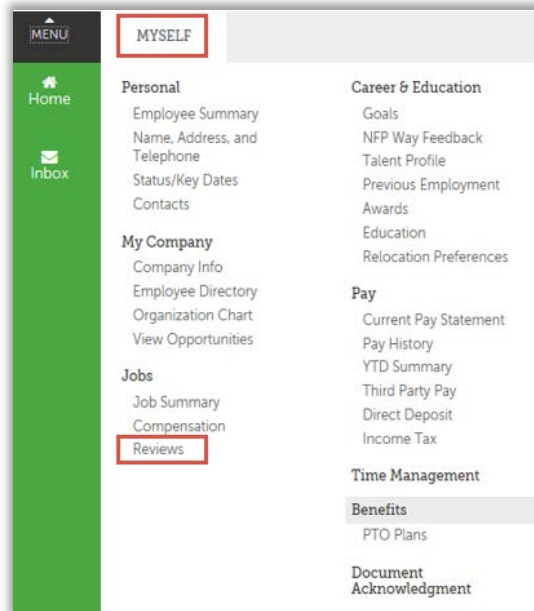 MENU
MYSELF
Home
Inbox
Personal
Employee Summary
Name, Address, and
Telephone
Status/Key Dates
Contacts
My Company
Company Info
Employee Directory
Organization Chart
View Opportunities
Jobs
Job Summary
Compensation
Reviews
Career & Education
Goals
NFP Way Feedback
Talent Profile
Previous Employment
Awards
Education
Relocation Preferences
Pay
Current Pay Statement
Pay History
YTD Summary
Third Party Pay
Direct Deposit
Income Tax
Time Management
Benefits
PTO Plans
Document
Acknowledgment